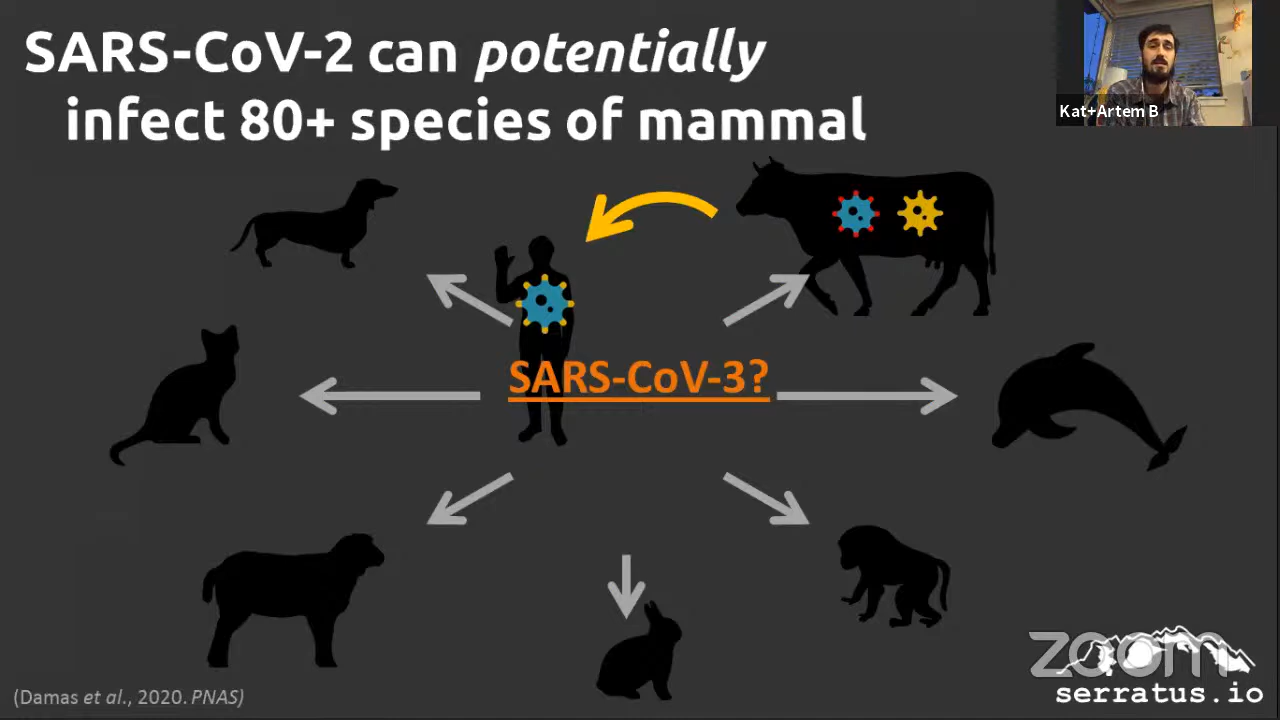 SARS-CoV-2 can potentially
infect 80+ species of mammal
Kat+Artem B
SARS-CoV-3?
(Damas et al., 2020. PNAS)
zoom
serratus.io